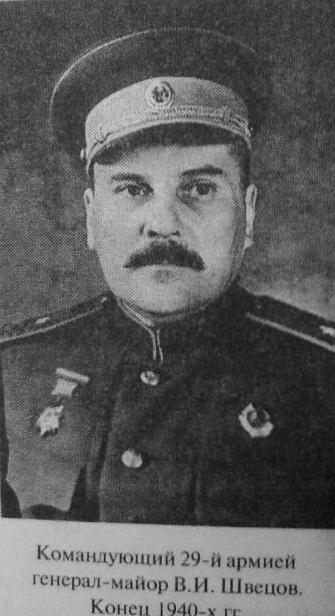 Командующий 29-й армией
генерал-майор В.И. Швецов.
Конец 1940-х гг.